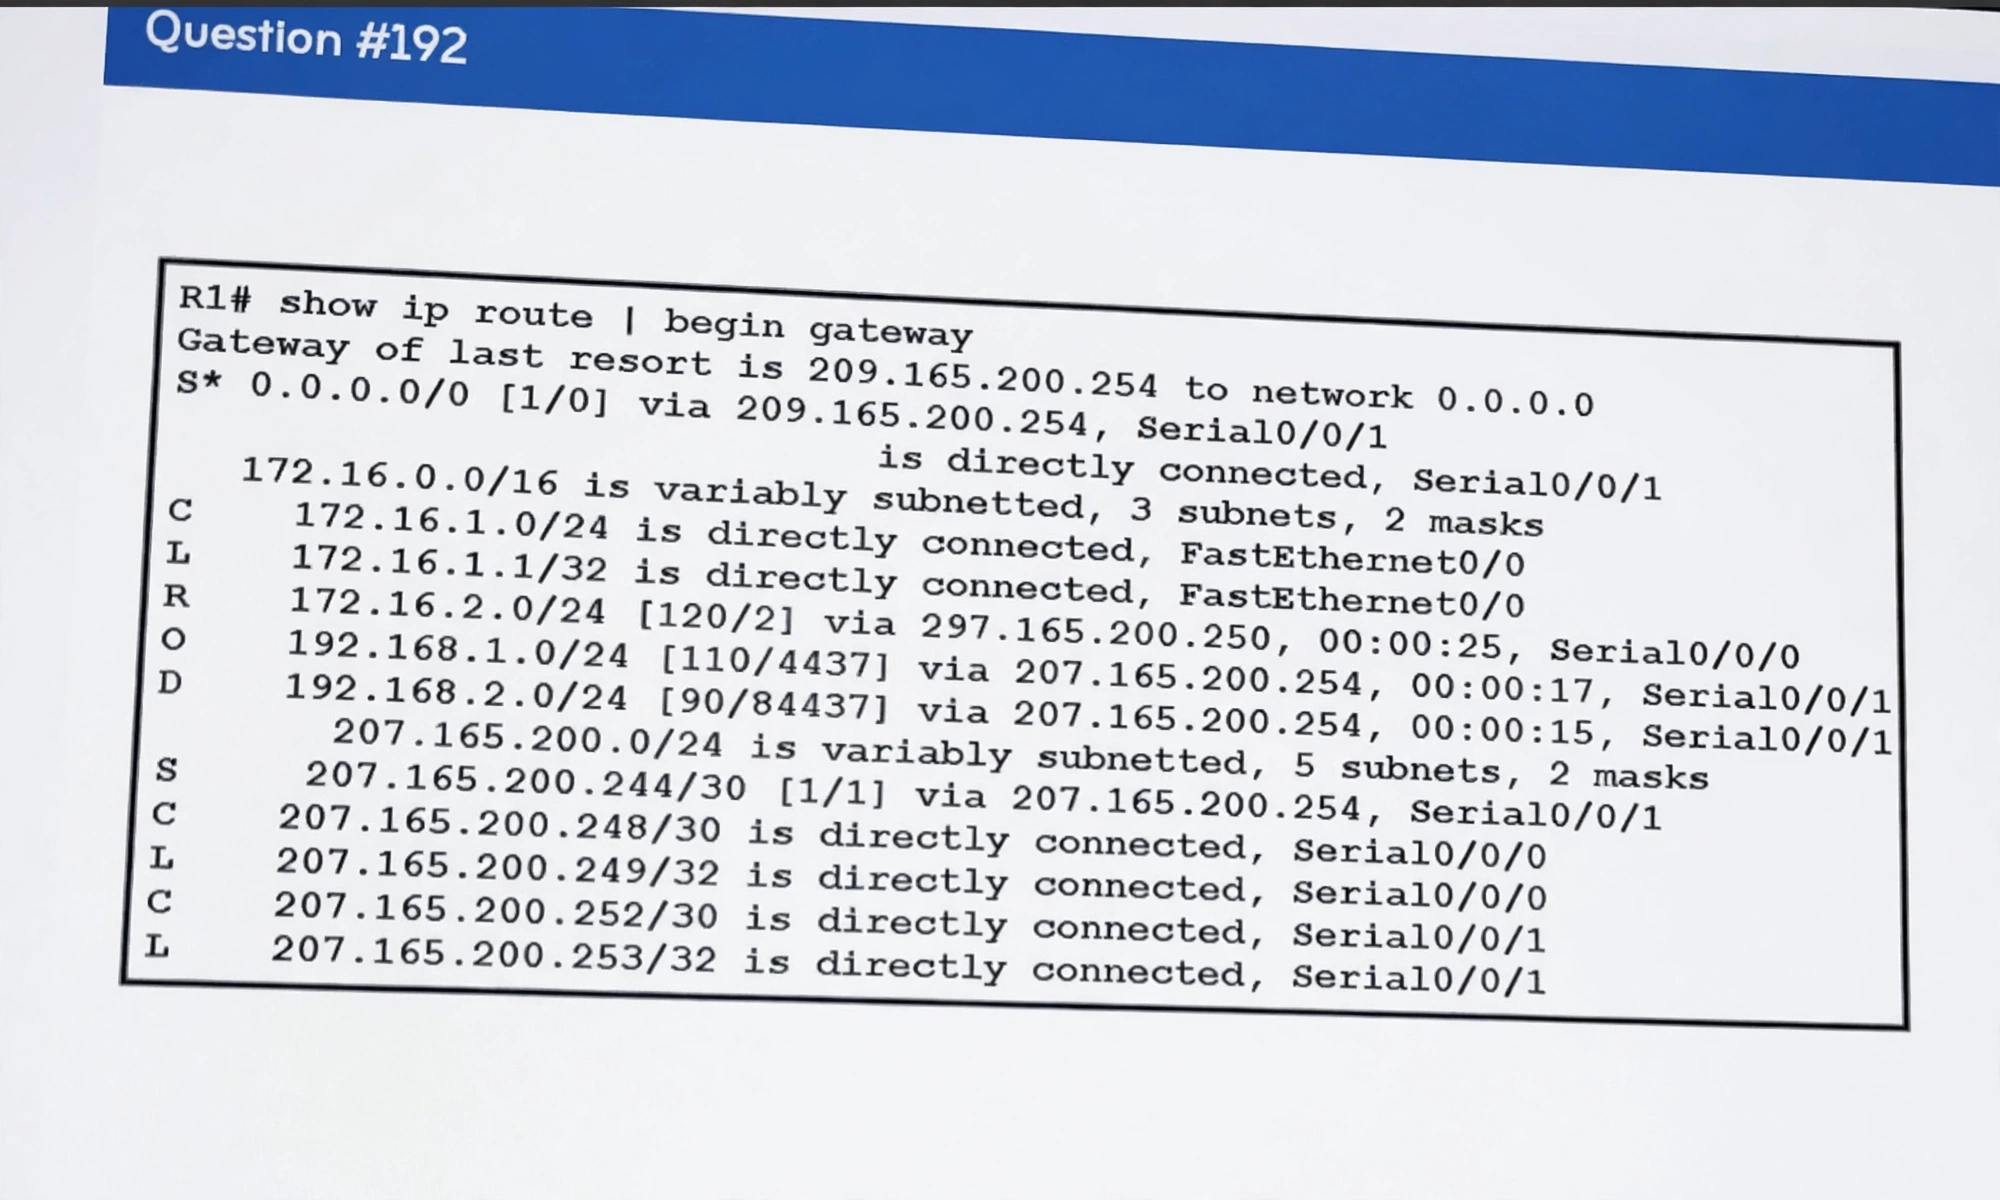 Question #192
R1# show ip route | begin gateway
Gateway of last resort is 209.165.200.254 to network 0.0.0.0
S* 0.0.0.0/0 [1/0] via 209.165.200.254, Serial0/0/1
is directly connected, Serial0/0/1
172.16.0.0/16 is variably subnetted, 3 subnets, 2 masks
C 172.16.1.0/24 is directly connected, FastEthernet0/0
L 172.16.1.1/32 is directly connected, FastEthernet0/0
R 172.16.2.0/24 [120/2] via 297.165.200.250, 00:00:25, Serial0/0/0
O 192.168.1.0/24 [110/4437] via 207.165.200.254, 00:00:17, Serial0/0/1
D 192.168.2.0/24 [90/84437] via 207.165.200.254, 00:00:15, Serial0/0/1
207.165.200.0/24 is variably subnetted, 5 subnets, 2 masks
S 207.165.200.244/30 [1/1] via 207.165.200.254, Serial0/0/1
C 207.165.200.248/30 is directly connected, Serial0/0/0
L 207.165.200.249/32 is directly connected, Serial0/0/0
C 207.165.200.252/30 is directly connected, Serial0/0/1
L 207.165.200.253/32 is directly connected, Serial0/0/1